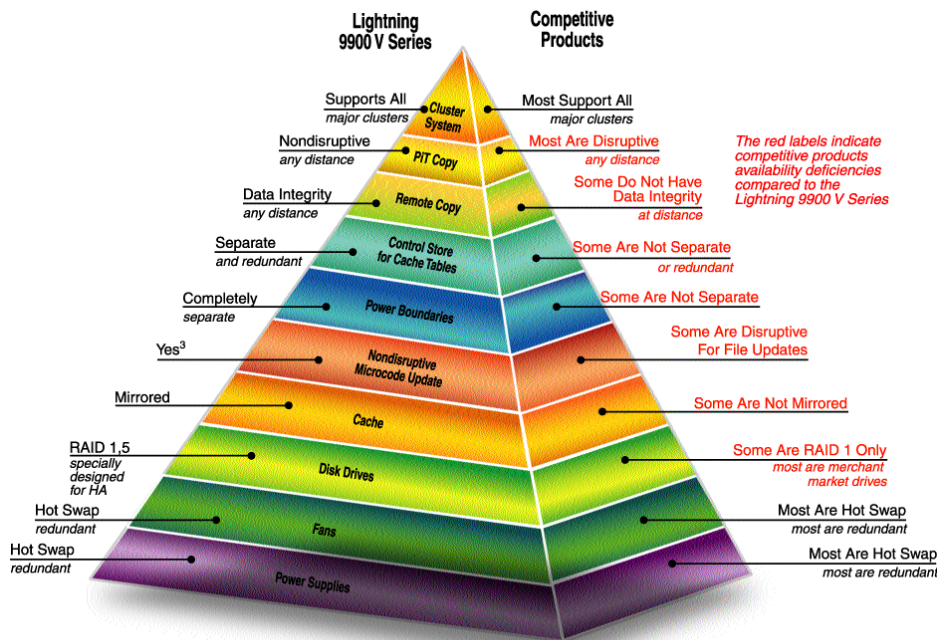 Lightning
9900 V Series
Competitive
Products
Supports All
major clusters
Cluster
System
Most Support All
major clusters
Nondisruptive
any distance
PIT Copy
Most Are Disruptive
any distance
The red labels indicate
competitive products
availability deficiencies
compared to the
Lightning 9900 V Series
Data Integrity
any distance
Remote Copy
Some Do Not Have
Data Integrity
at distance
Separate
and redundant
Control Store
for Cache Tables
Some Are Not Separate
or redundant
Completely
separate
Power Boundaries
Some Are Not Separate
Yes³
Nondisruptive
Microcode Update
Some Are Disruptive
For File Updates
Mirrored
Cache
Some Are Not Mirrored
RAID 1,5
specially
designed
for HA
Disk Drives
Some Are RAID 1 Only
most are merchant
market drives
Hot Swap
redundant
Fans
Most Are Hot Swap
most are redundant
Hot Swap
redundant
Power Supplies
Most Are Hot Swap
most are redundant